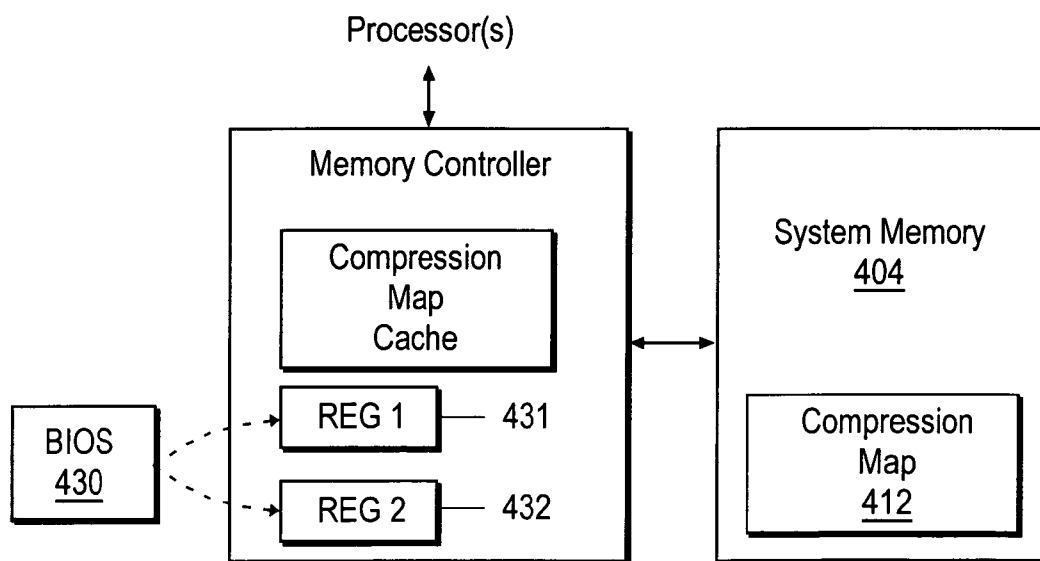 Processor(s)
Memory Controller
Compression
Map
Cache
REG 1
431
REG 2
432
BIOS
430
System Memory
404
Compression
Map
412